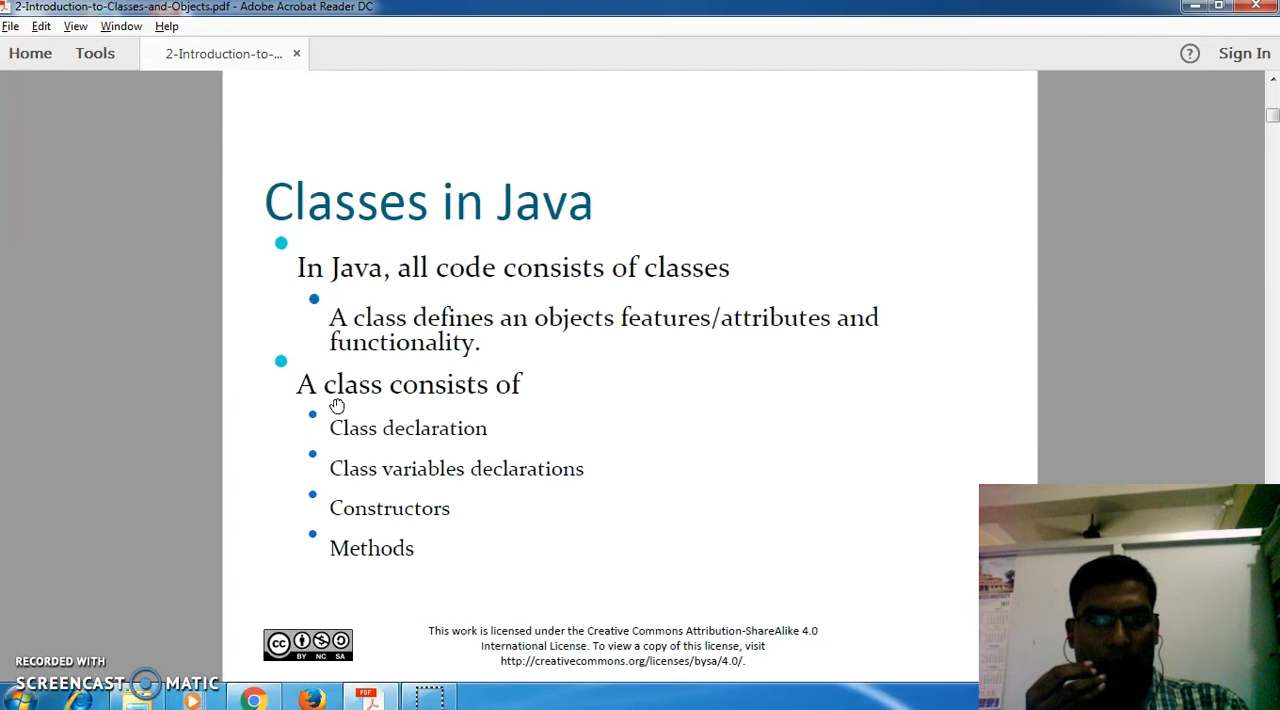 2-Introduction-to-Classes-and-Objects.pdf - Adobe Acrobat Reader DC
File Edit View Window Help
Home Tools 2-Introduction-to-... × ? Sign In
Classes in Java
In Java, all code consists of classes
A class defines an objects features/attributes and
functionality.
A class consists of
Class declaration
Class variables declarations
Constructors
Methods
This work is licensed under the Creative Commons Attribution-ShareAlike 4.0
International License. To view a copy of this license, visit
http://creativecommons.org/licenses/bysa/4.0/.
CC BY NC SA
RECORDED WITH
SCREENCAST MATIC
PDF